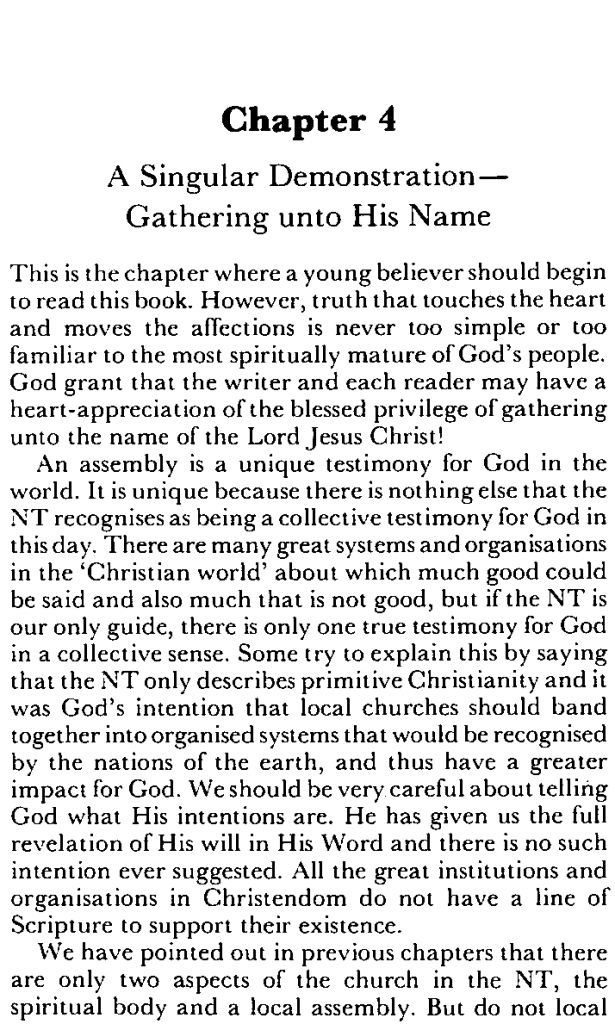 Chapter 4
A Singular Demonstration—
Gathering unto His Name
This is the chapter where a young believer should begin
to read this book. However, truth that touches the heart
and moves the affections is never too simple or too
familiar to the most spiritually mature of God's people.
God grant that the writer and each reader may have a
heart-appreciation of the blessed privilege of gathering
unto the name of the Lord Jesus Christ!
An assembly is a unique testimony for God in the
world. It is unique because there is nothing else that the
NT recognises as being a collective testimony for God in
this day. There are many great systems and organisations
in the 'Christian world' about which much good could
be said and also much that is not good, but if the NT is
our only guide, there is only one true testimony for God
in a collective sense. Some try to explain this by saying
that the NT only describes primitive Christianity and it
was God's intention that local churches should band
together into organised systems that would be recognised
by the nations of the earth, and thus have a greater
impact for God. We should be very careful about telling
God what His intentions are. He has given us the full
revelation of His will in His Word and there is no such
intention ever suggested. All the great institutions and
organisations in Christendom do not have a line of
Scripture to support their existence.
We have pointed out in previous chapters that there
are only two aspects of the church in the NT, the
spiritual body and a local assembly. But do not local